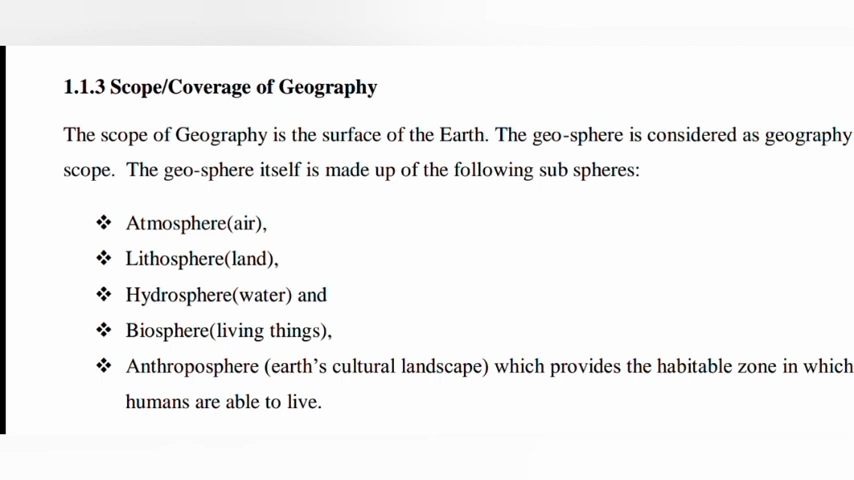 1.1.3 Scope/Coverage of Geography
The scope of Geography is the surface of the Earth. The geo-sphere is considered as geography
scope. The geo-sphere itself is made up of the following sub spheres:
❖ Atmosphere(air),
❖ Lithosphere(land),
❖ Hydrosphere(water) and
❖ Biosphere(living things),
❖ Anthroposphere (earth's cultural landscape) which provides the habitable zone in which
humans are able to live.